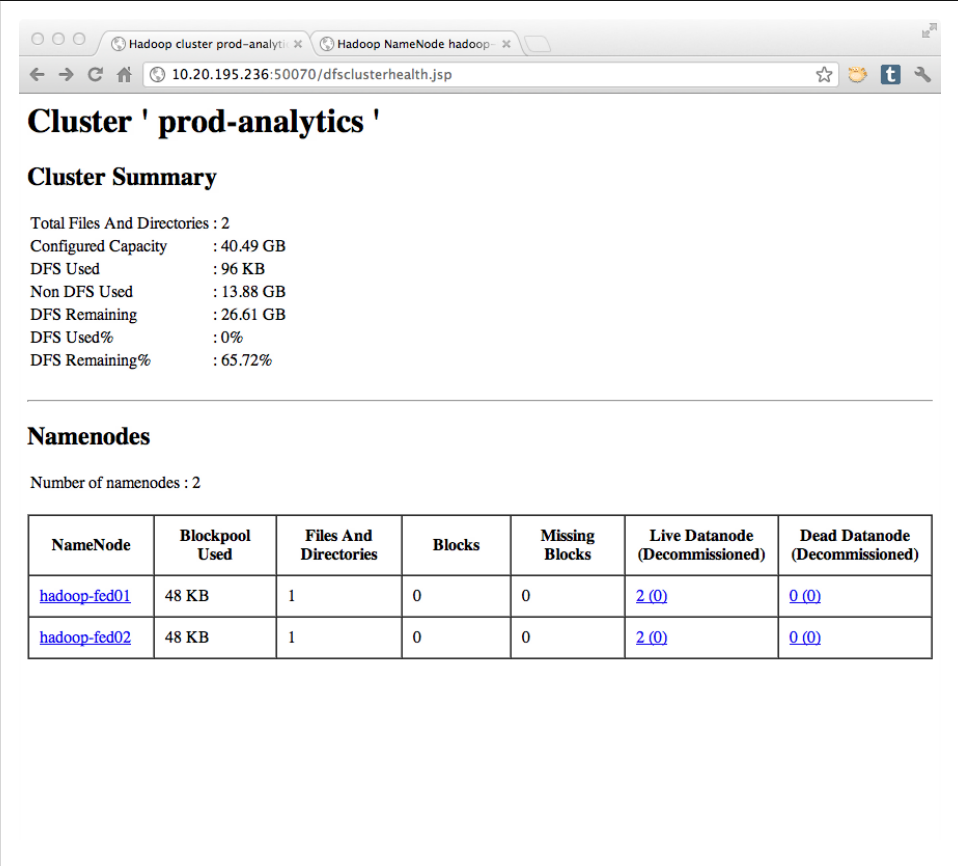 Hadoop cluster prod-analyti
Hadoop NameNode hadoop-
10.20.195.236:50070/dfsclusterhealth.jsp
t
Cluster ' prod-analytics '
Cluster Summary
Total Files And Directories : 2
Configured Capacity : 40.49 GB
DFS Used : 96 KB
Non DFS Used : 13.88 GB
DFS Remaining : 26.61 GB
DFS Used% : 0%
DFS Remaining% : 65.72%
Namenodes
Number of namenodes : 2
NameNode Blockpool Used Files And Directories Blocks Missing Blocks Live Datanode (Decommissioned) Dead Datanode (Decommissioned)
hadoop-fed01 48 KB 1 0 0 2 (0) 0 (0)
hadoop-fed02 48 KB 1 0 0 2 (0) 0 (0)